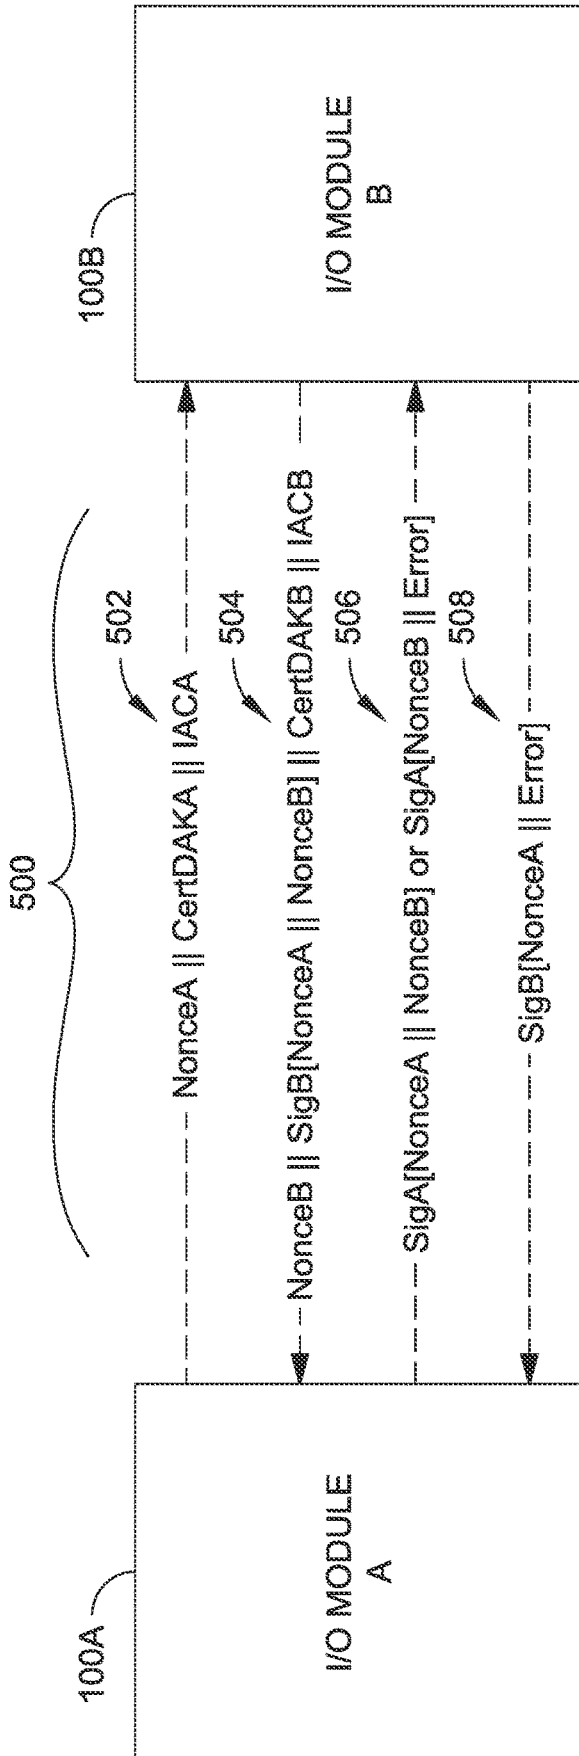 500
100A
I/O MODULE
A
100B
I/O MODULE
B
502
NonceA || CertDAKA || IACA
504
NonceB || SigB[NonceA || NonceB] || CertDAKB || IACB
506
SigA[NonceA || NonceB] or SigA[NonceB || Error]
508
SigB[NonceA || Error]